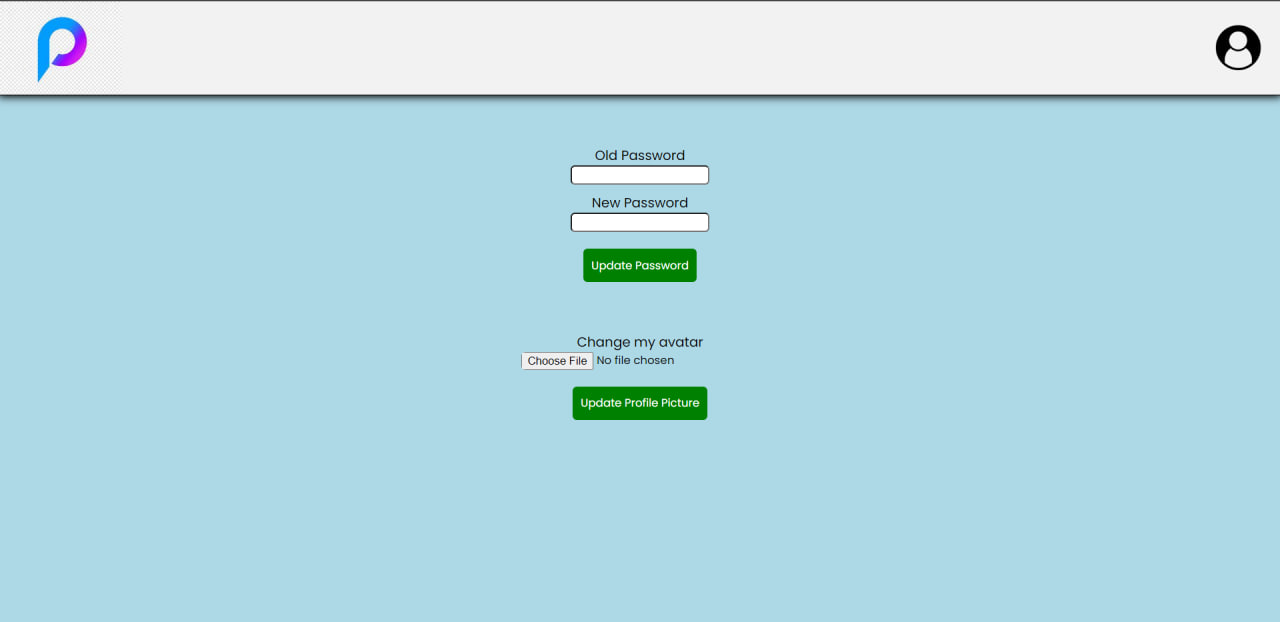 Old Password
New Password
Update Password
Change my avatar
Choose File No file chosen
Update Profile Picture